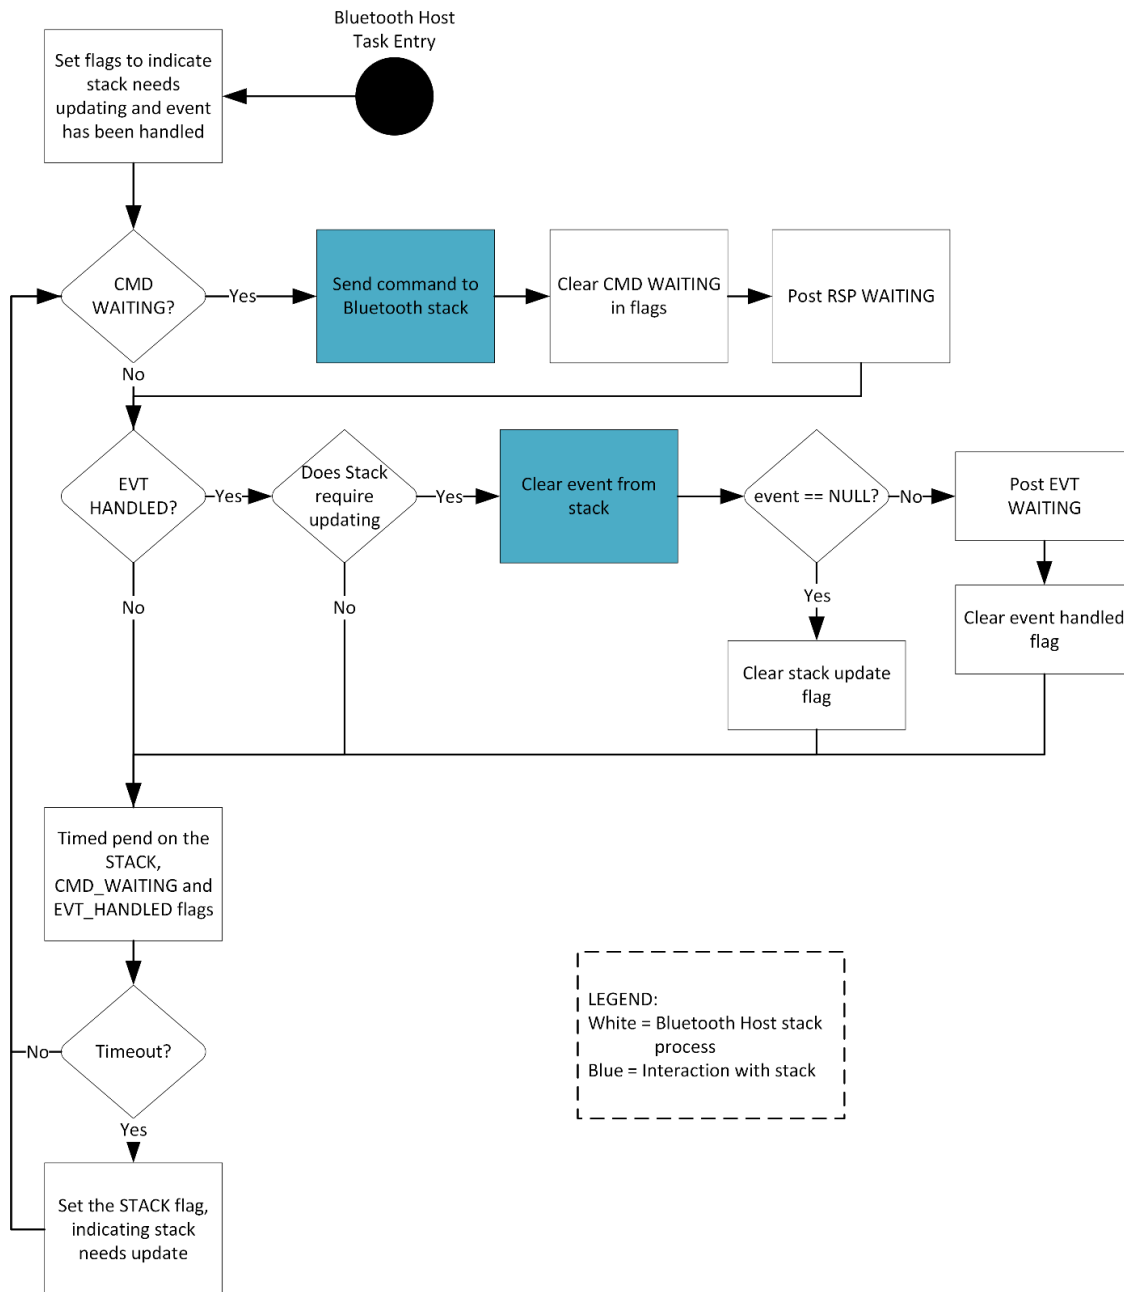 Bluetooth Host
Task Entry
Set flags to indicate
stack needs
updating and event
has been handled
CMD
WAITING?
Yes
Send command to
Bluetooth stack
Clear CMD WAITING
in flags
Post RSP WAITING
No
EVT
HANDLED?
Yes
Does Stack
require
updating
Yes
Clear event from
stack
event == NULL?
No
Post EVT
WAITING
No
No
Yes
Clear event handled
flag
Clear stack update
flag
Timed pend on the
STACK,
CMD_WAITING and
EVT_HANDLED flags
Timeout?
No
Yes
Set the STACK flag,
indicating stack
needs update
LEGEND:
White = Bluetooth Host stack
process
Blue = Interaction with stack